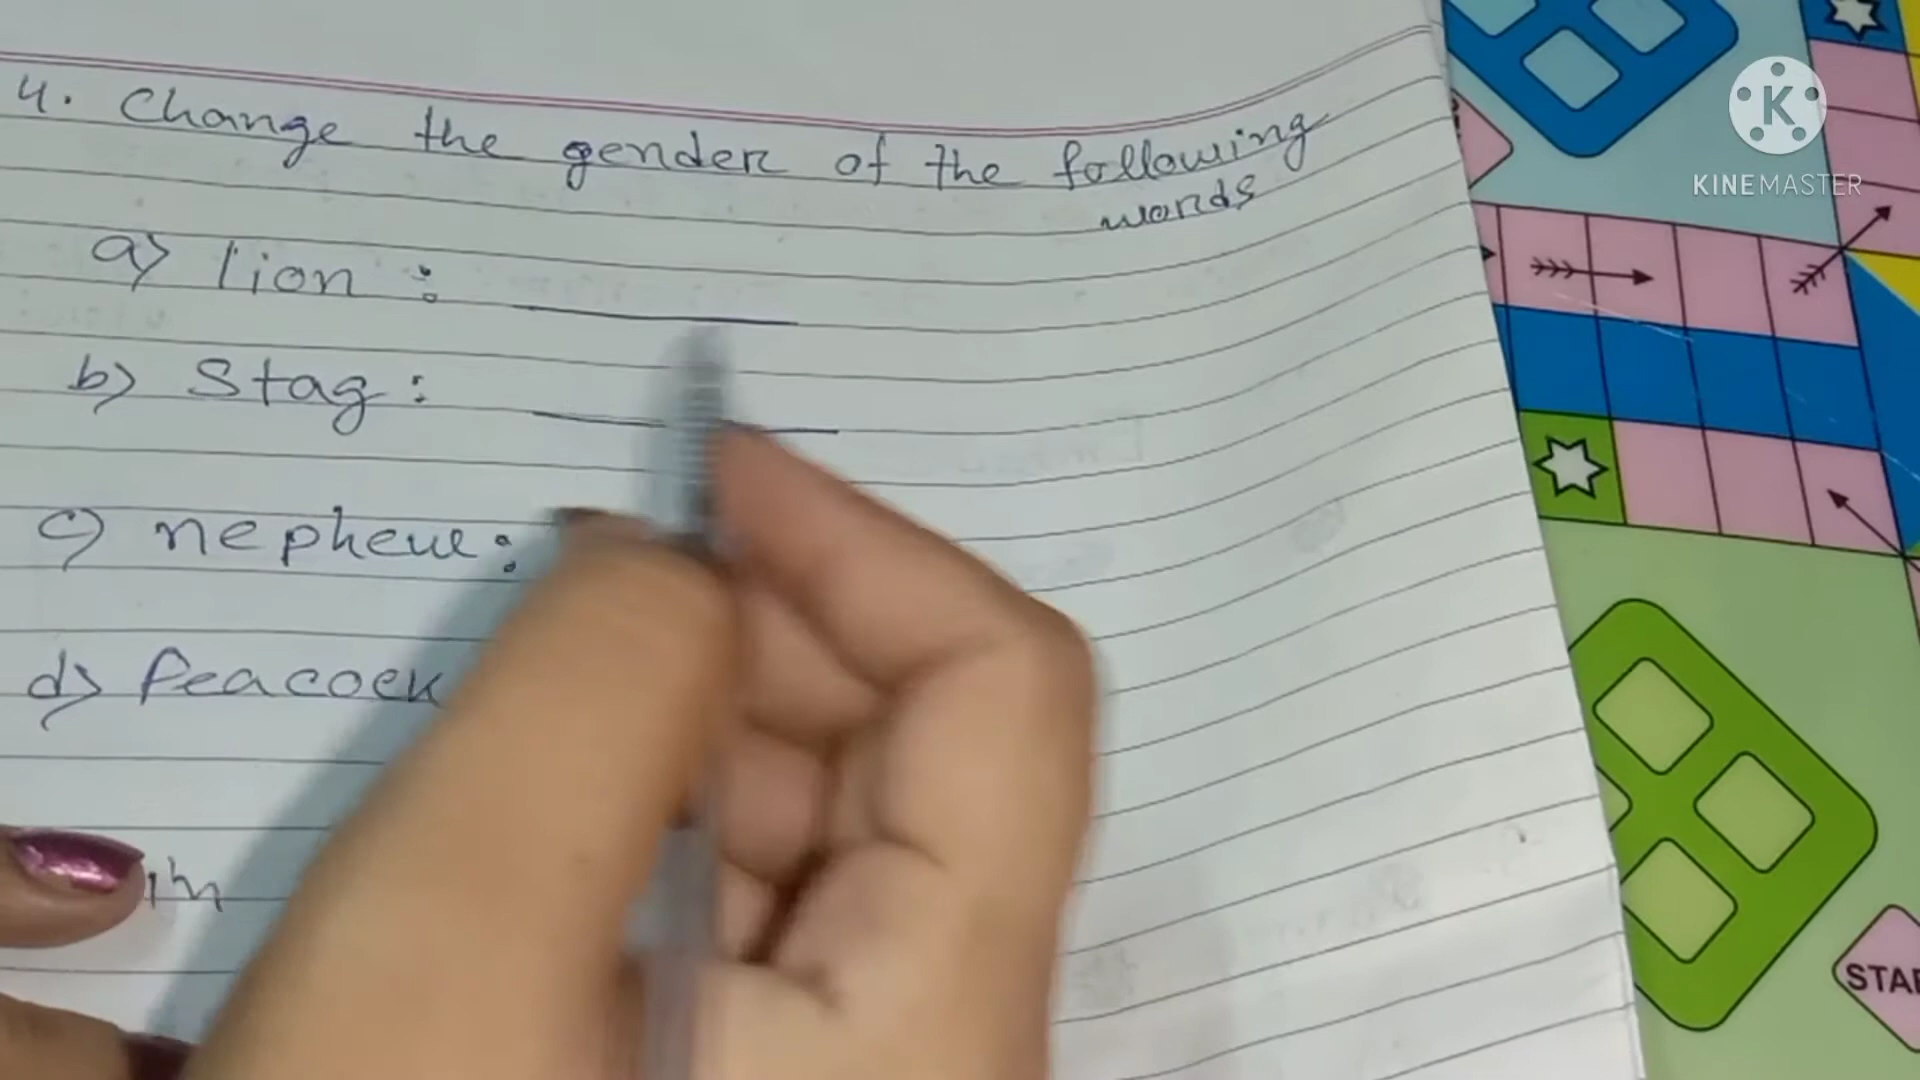 4. Change the gender of the following
words
a) lion :
b) Stag :
c) nephew :
d) Peacock
KINEMASTER